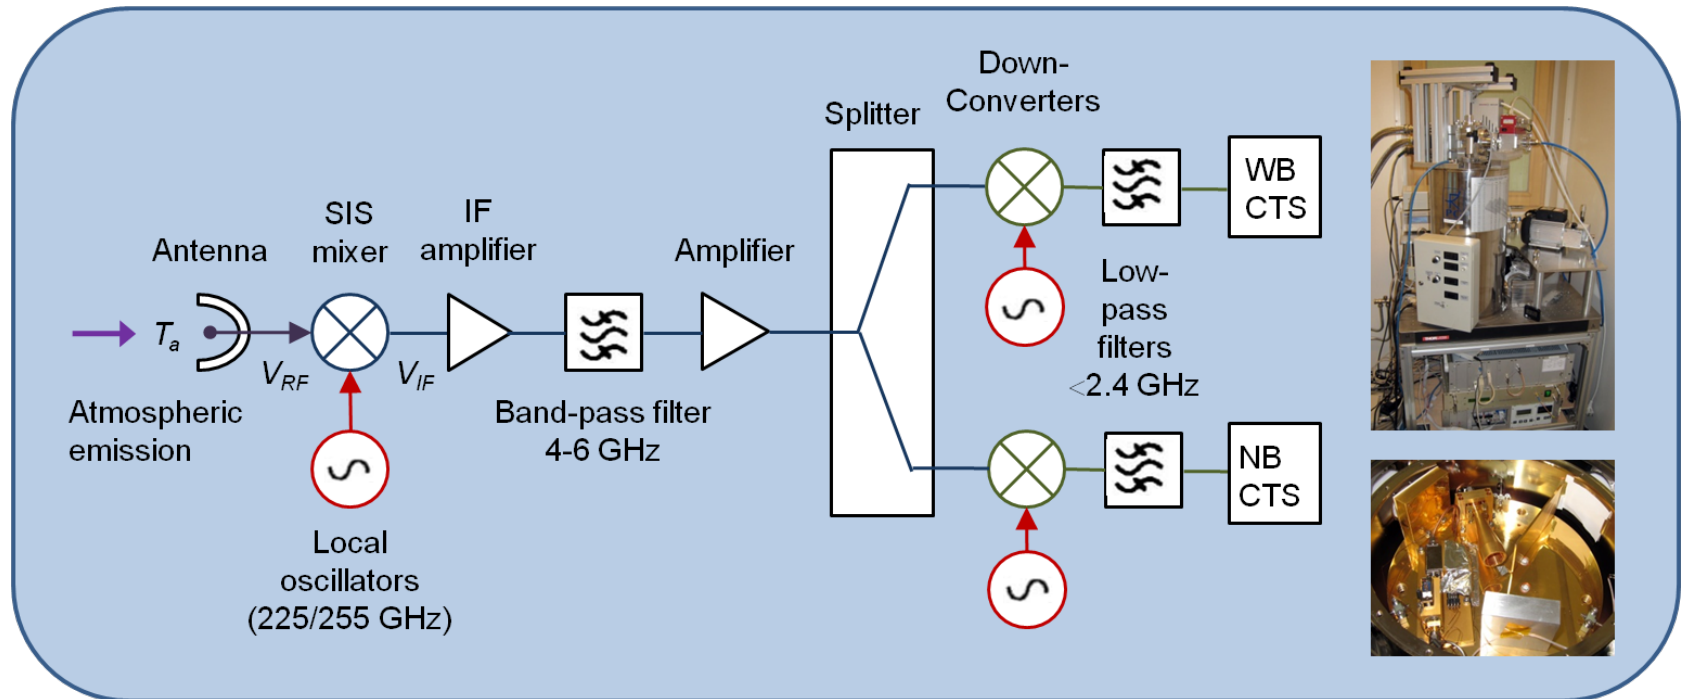 Down-
Converters
Splitter
WB
CTS
SIS
mixer
IF
amplifier
Antenna
Amplifier
Low-
pass
filters
<2.4 GHz
Ta
VRF
VIF
Atmospheric
emission
Band-pass filter
4-6 GHz
NB
CTS
Local
oscillators
(225/255 GHz)